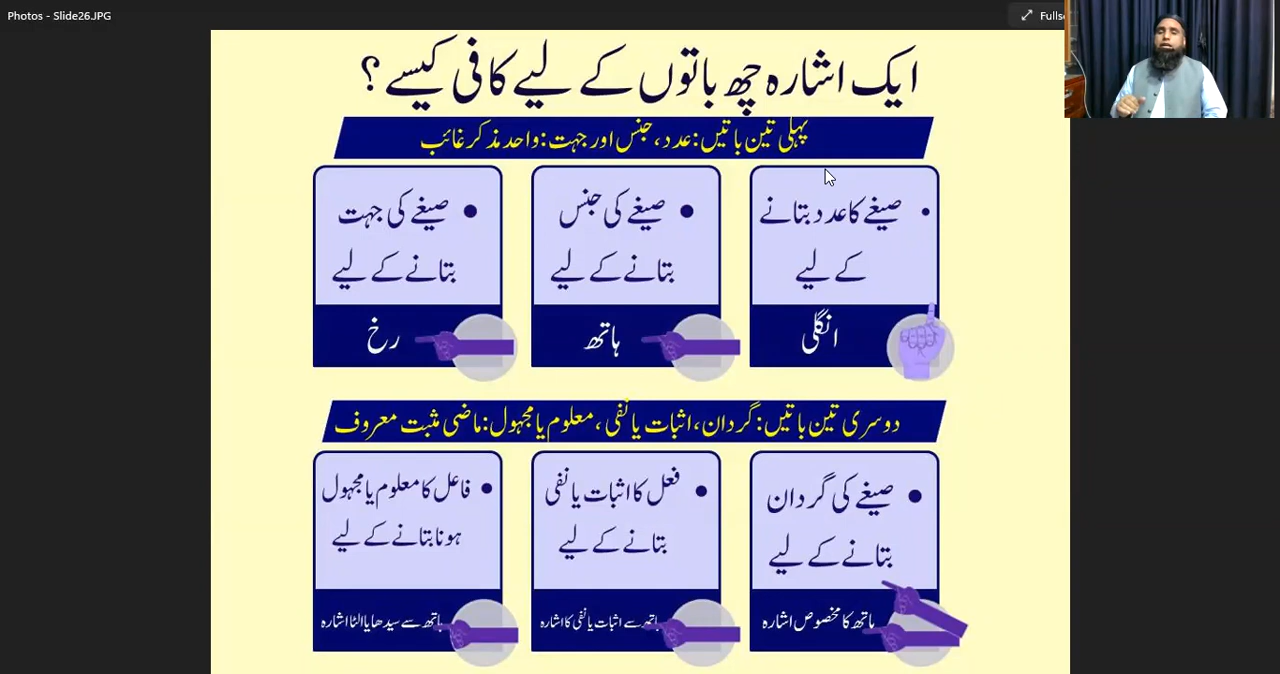 Photos - Slide26.JPG
Fulls
ایک اشارہ چھ باتوں کے لیے کافی کیسے؟
پہلی تین باتیں: عدد، جنس اور جہت: واحد مذکر غائب
• صیغے کا عدد بتانے
کے لیے
انگلی
• صیغے کی جنس
بتانے کے لیے
ہاتھ
• صیغے کی جہت
بتانے کے لیے
رخ
دوسری تین باتیں: گردان، اثبات یا نفی، معلوم یا مجہول: ماضی مثبت معروف
• صیغے کی گردان
بتانے کے لیے
ہاتھ کا مخصوص اشارہ
• فعل کا اثبات یا نفی
بتانے کے لیے
ہاتھ سے اثبات یا نفی کا اشارہ
• فاعل کا معلوم یا مجہول
ہونا بتانے کے لیے
ہاتھ سے سیدھا یا الٹا اشارہ